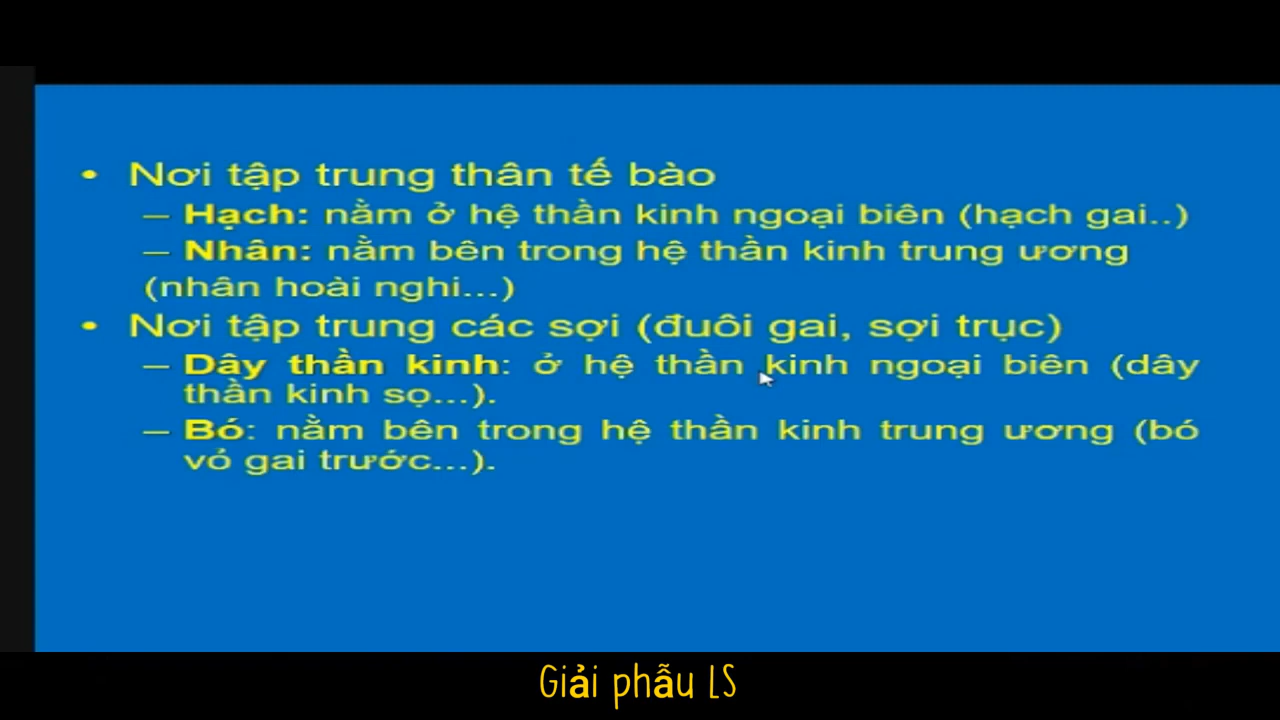 • Nơi tập trung thân tế bào
– Hạch: nằm ở hệ thần kinh ngoại biên (hạch gai..)
– Nhân: nằm bên trong hệ thần kinh trung ương
(nhân hoài nghi...)
• Nơi tập trung các sợi (đuôi gai, sợi trục)
– Dây thần kinh: ở hệ thần kinh ngoại biên (dây
thần kinh sọ...).
– Bó: nằm bên trong hệ thần kinh trung ương (bó
vỏ gai trước...).
Giải phẫu LS